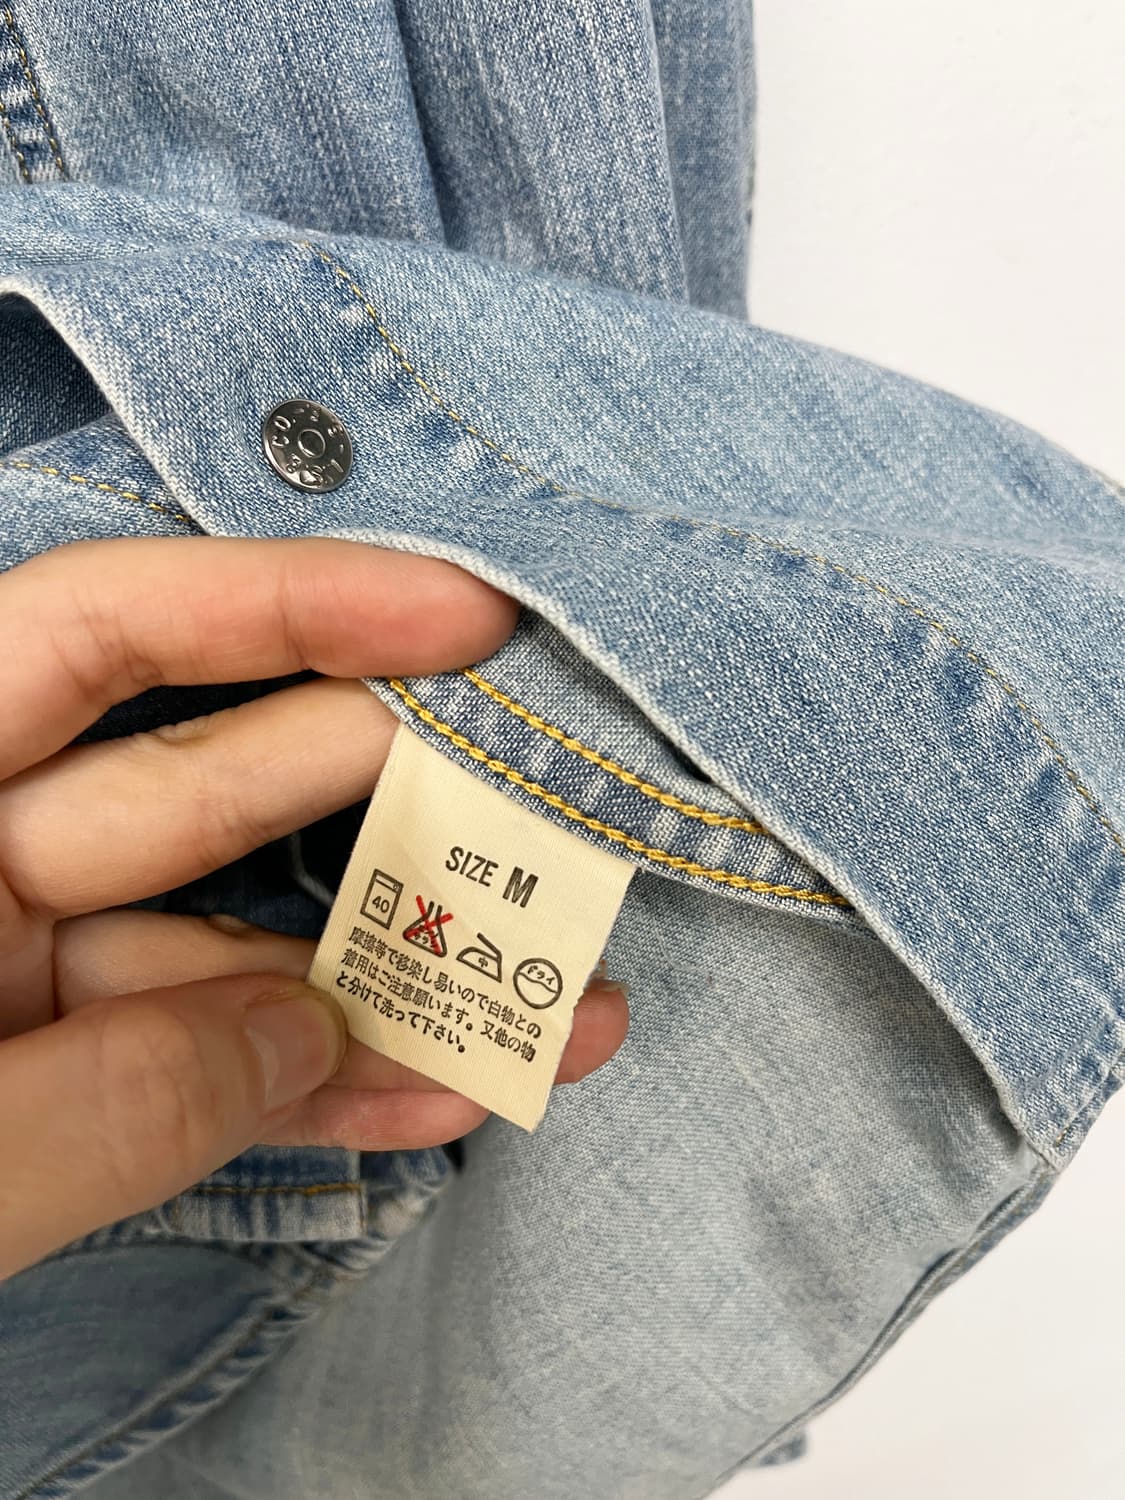 SIZE M
40
中
ドライ
摩擦等で移染し易いので白物との
着用はご注意願います。又他の物
と分けて洗って下さい。
CO.